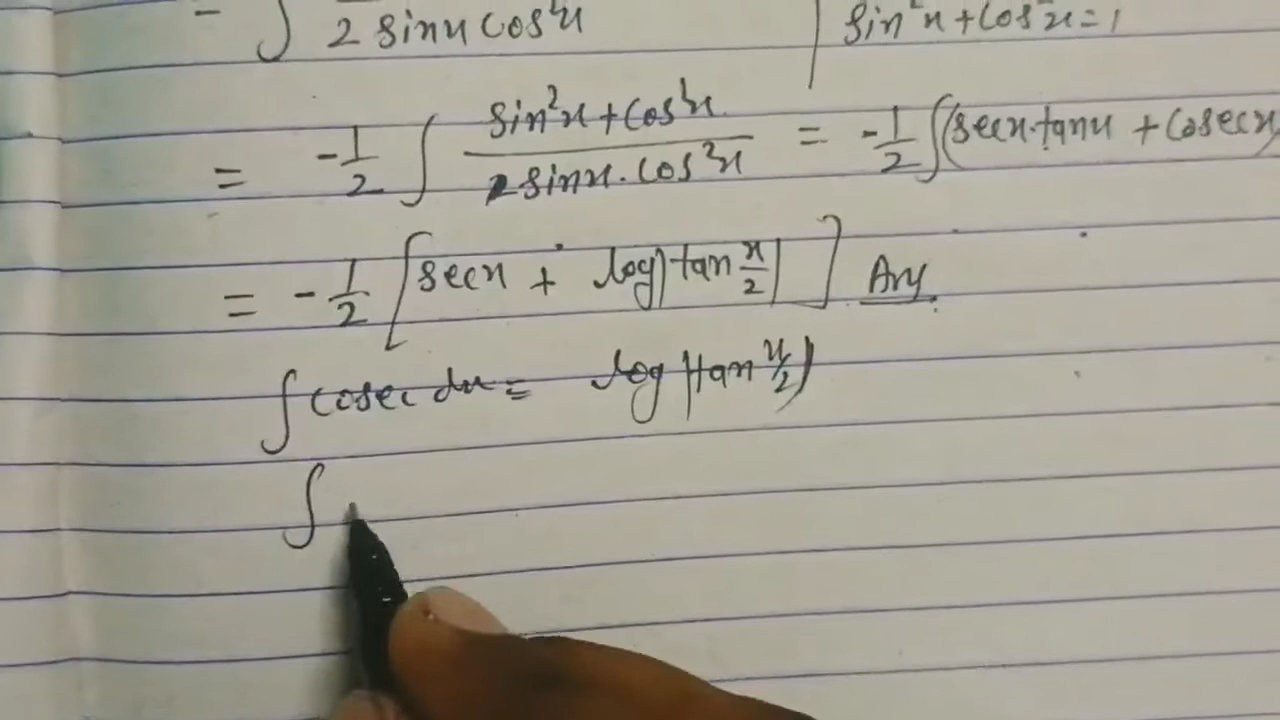 = ∫ 2 sinx cos²x | sin²x + cos²x = 1
= -1/2 ∫ (sin²x + cos²x)/(sinx . cos²x) = -1/2 ∫(secx.tanx + cosecx)
= -1/2 [secx + log|tan x/2| ] Ans.
∫ cosec dx = log |tan x/2|
∫